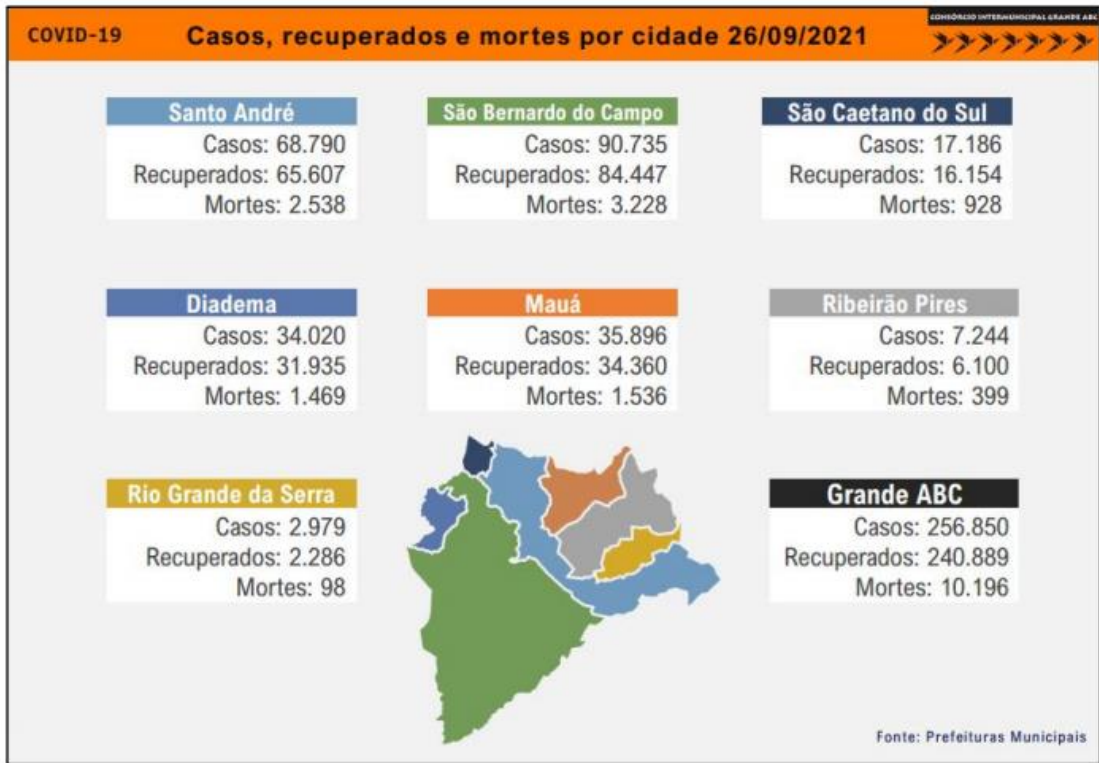 COVID-19
Casos, recuperados e mortes por cidade 26/09/2021
CONSÓRCIO INTERMUNICIPAL GRANDE ABC
Santo André
Casos: 68.790
Recuperados: 65.607
Mortes: 2.538
São Bernardo do Campo
Casos: 90.735
Recuperados: 84.447
Mortes: 3.228
São Caetano do Sul
Casos: 17.186
Recuperados: 16.154
Mortes: 928
Diadema
Casos: 34.020
Recuperados: 31.935
Mortes: 1.469
Mauá
Casos: 35.896
Recuperados: 34.360
Mortes: 1.536
Ribeirão Pires
Casos: 7.244
Recuperados: 6.100
Mortes: 399
Rio Grande da Serra
Casos: 2.979
Recuperados: 2.286
Mortes: 98
Grande ABC
Casos: 256.850
Recuperados: 240.889
Mortes: 10.196
Fonte: Prefeituras Municipais